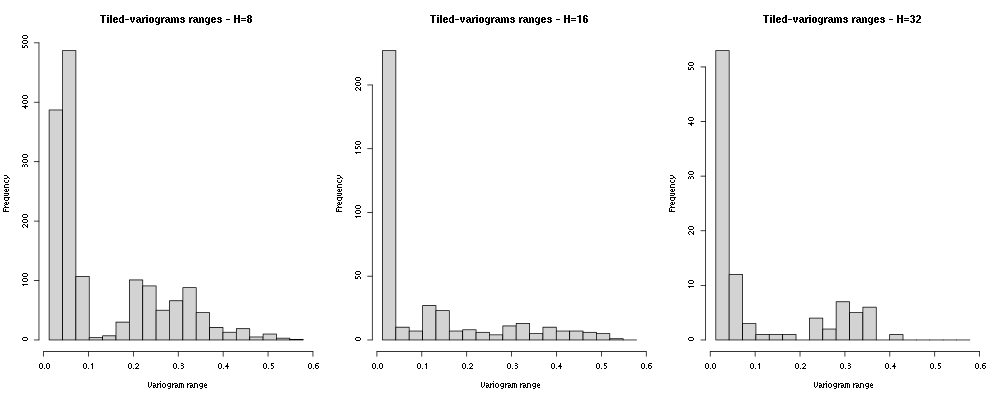 Tiled-variograms ranges - H=8
Tiled-variograms ranges - H=16
Tiled-variograms ranges - H=32
Frequency
500
400
300
200
100
0
0.0 0.1 0.2 0.3 0.4 0.5 0.6
Variogram range
Frequency
200
150
100
50
0
0.0 0.1 0.2 0.3 0.4 0.5 0.6
Variogram range
Frequency
50
40
30
20
10
0
0.0 0.1 0.2 0.3 0.4 0.5 0.6
Variogram range